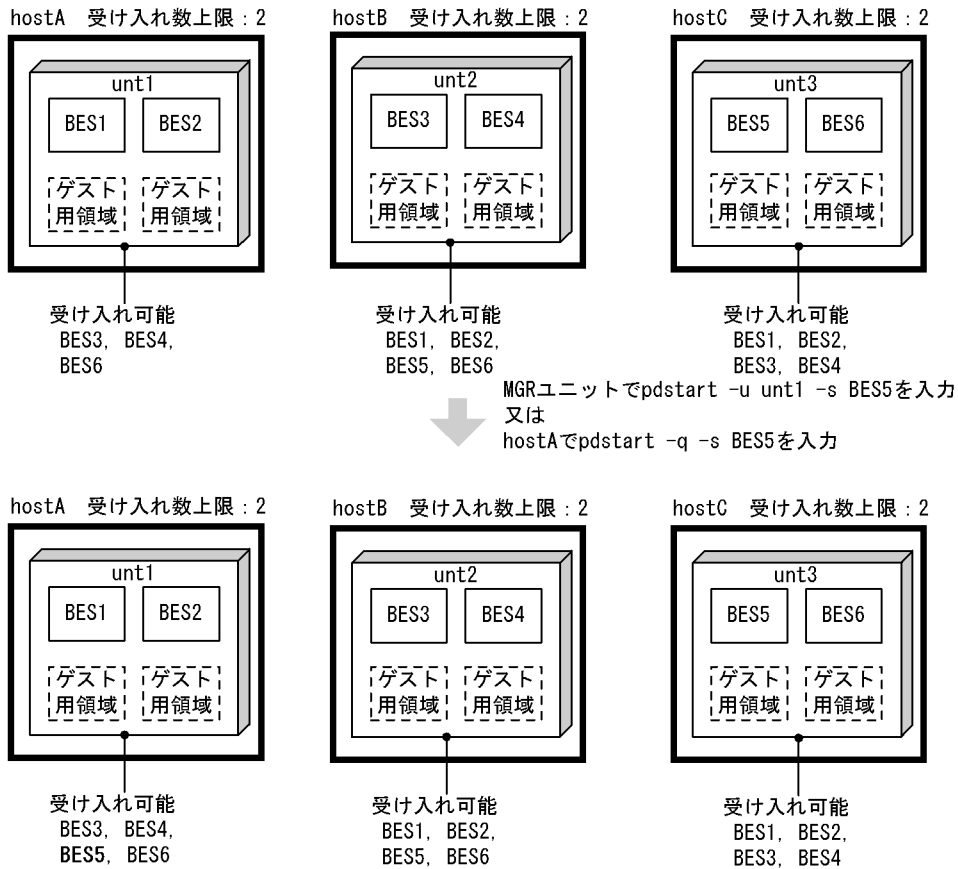 hostA 受け入れ数上限：2
hostB 受け入れ数上限：2
hostC 受け入れ数上限：2
unt1
BES1 BES2
ゲスト ゲスト
用領域 用領域
unt2
BES3 BES4
ゲスト ゲスト
用領域 用領域
unt3
BES5 BES6
ゲスト ゲスト
用領域 用領域
受け入れ可能
BES3, BES4,
BES6
受け入れ可能
BES1, BES2,
BES5, BES6
受け入れ可能
BES1, BES2,
BES3, BES4
MGRユニットでpdstart -u unt1 -s BES5を入力
又は
hostAでpdstart -q -s BES5を入力
hostA 受け入れ数上限：2
hostB 受け入れ数上限：2
hostC 受け入れ数上限：2
unt1
BES1 BES2
ゲスト ゲスト
用領域 用領域
unt2
BES3 BES4
ゲスト ゲスト
用領域 用領域
unt3
BES5 BES6
ゲスト ゲスト
用領域 用領域
受け入れ可能
BES3, BES4,
BES5, BES6
受け入れ可能
BES1, BES2,
BES5, BES6
受け入れ可能
BES1, BES2,
BES3, BES4